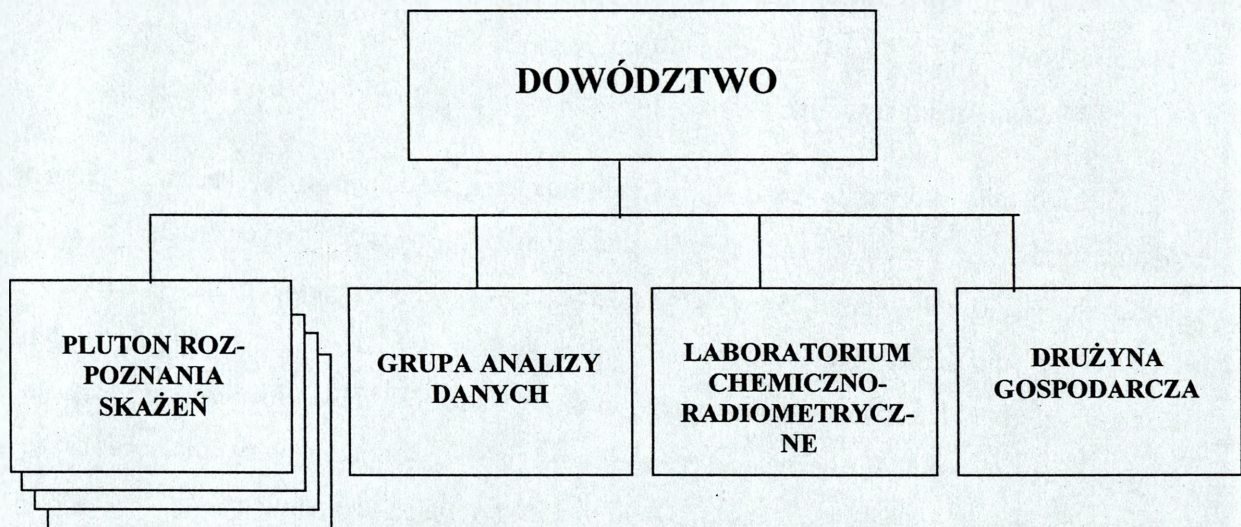 DOWÓDZTWO
PLUTON ROZ-
POZNANIA
SKAŻEŃ
GRUPA ANALIZY
DANYCH
LABORATORIUM
CHEMICZNO-
RADIOMETRYCZ-
NE
DRUŻYNA
GOSPODARCZA